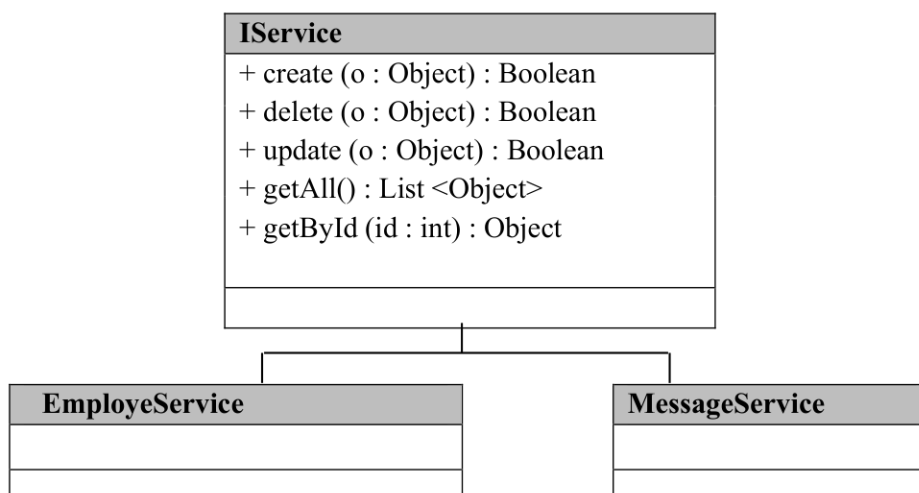 IService
+ create (o : Object) : Boolean
+ delete (o : Object) : Boolean
+ update (o : Object) : Boolean
+ getAll() : List <Object>
+ getById (id : int) : Object
EmployeService
MessageService